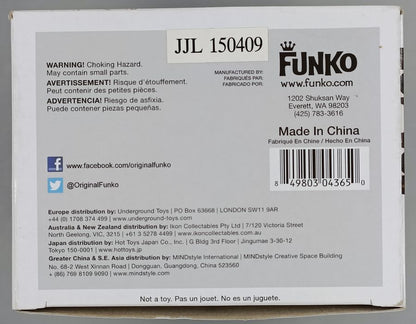 JJL 150409
WARNING! Choking Hazard.
May contain small parts.
AVERTISSEMENT! Risque d'étouffement.
Peut contenir des petites pièces.
ADVERTENCIA! Riesgo de asfixia.
Puede contener piezas pequeñas.
MANUFACTURED BY:
FABRIQUÉS PAR:
FABRICADO POR:
FUNKO
www.funko.com
1202 Shuksan Way
Everett, WA 98203
(425) 783-3616
Made In China
Fabriqué En Chine / Hecho En China
8 49803 04365 0
www.facebook.com/originalfunko
@OriginalFunko
Europe distribution by: Underground Toys | PO Box 63668 | LONDON SW11 9AR
+44 (0) 1708 374 499 | www.underground-toys.com
Australia & New Zealand distribution by: Ikon Collectables Pty Ltd | 7/120 Victoria Street
North Geelong, VIC, 3215 | +61 3 5278 4499 | www.ikoncollectables.com.au
Japan distribution by: Hot Toys Japan Co., Inc. | G Bldg 3rd Floor | Jingumae 3-30-12
Tokyo 150-0001 | www.hottoys.jp
Greater China & S.E. Asia distribution by: MINDstyle International | MINDstyle Creative Space Building
No. 68-2 West Xinnan Road | Dongguan, Guangdong, China, 523560
+ (86) 769 8109 9090 | www.mindstyle.com
Not a toy. Pas un jouet. No es un juguete.